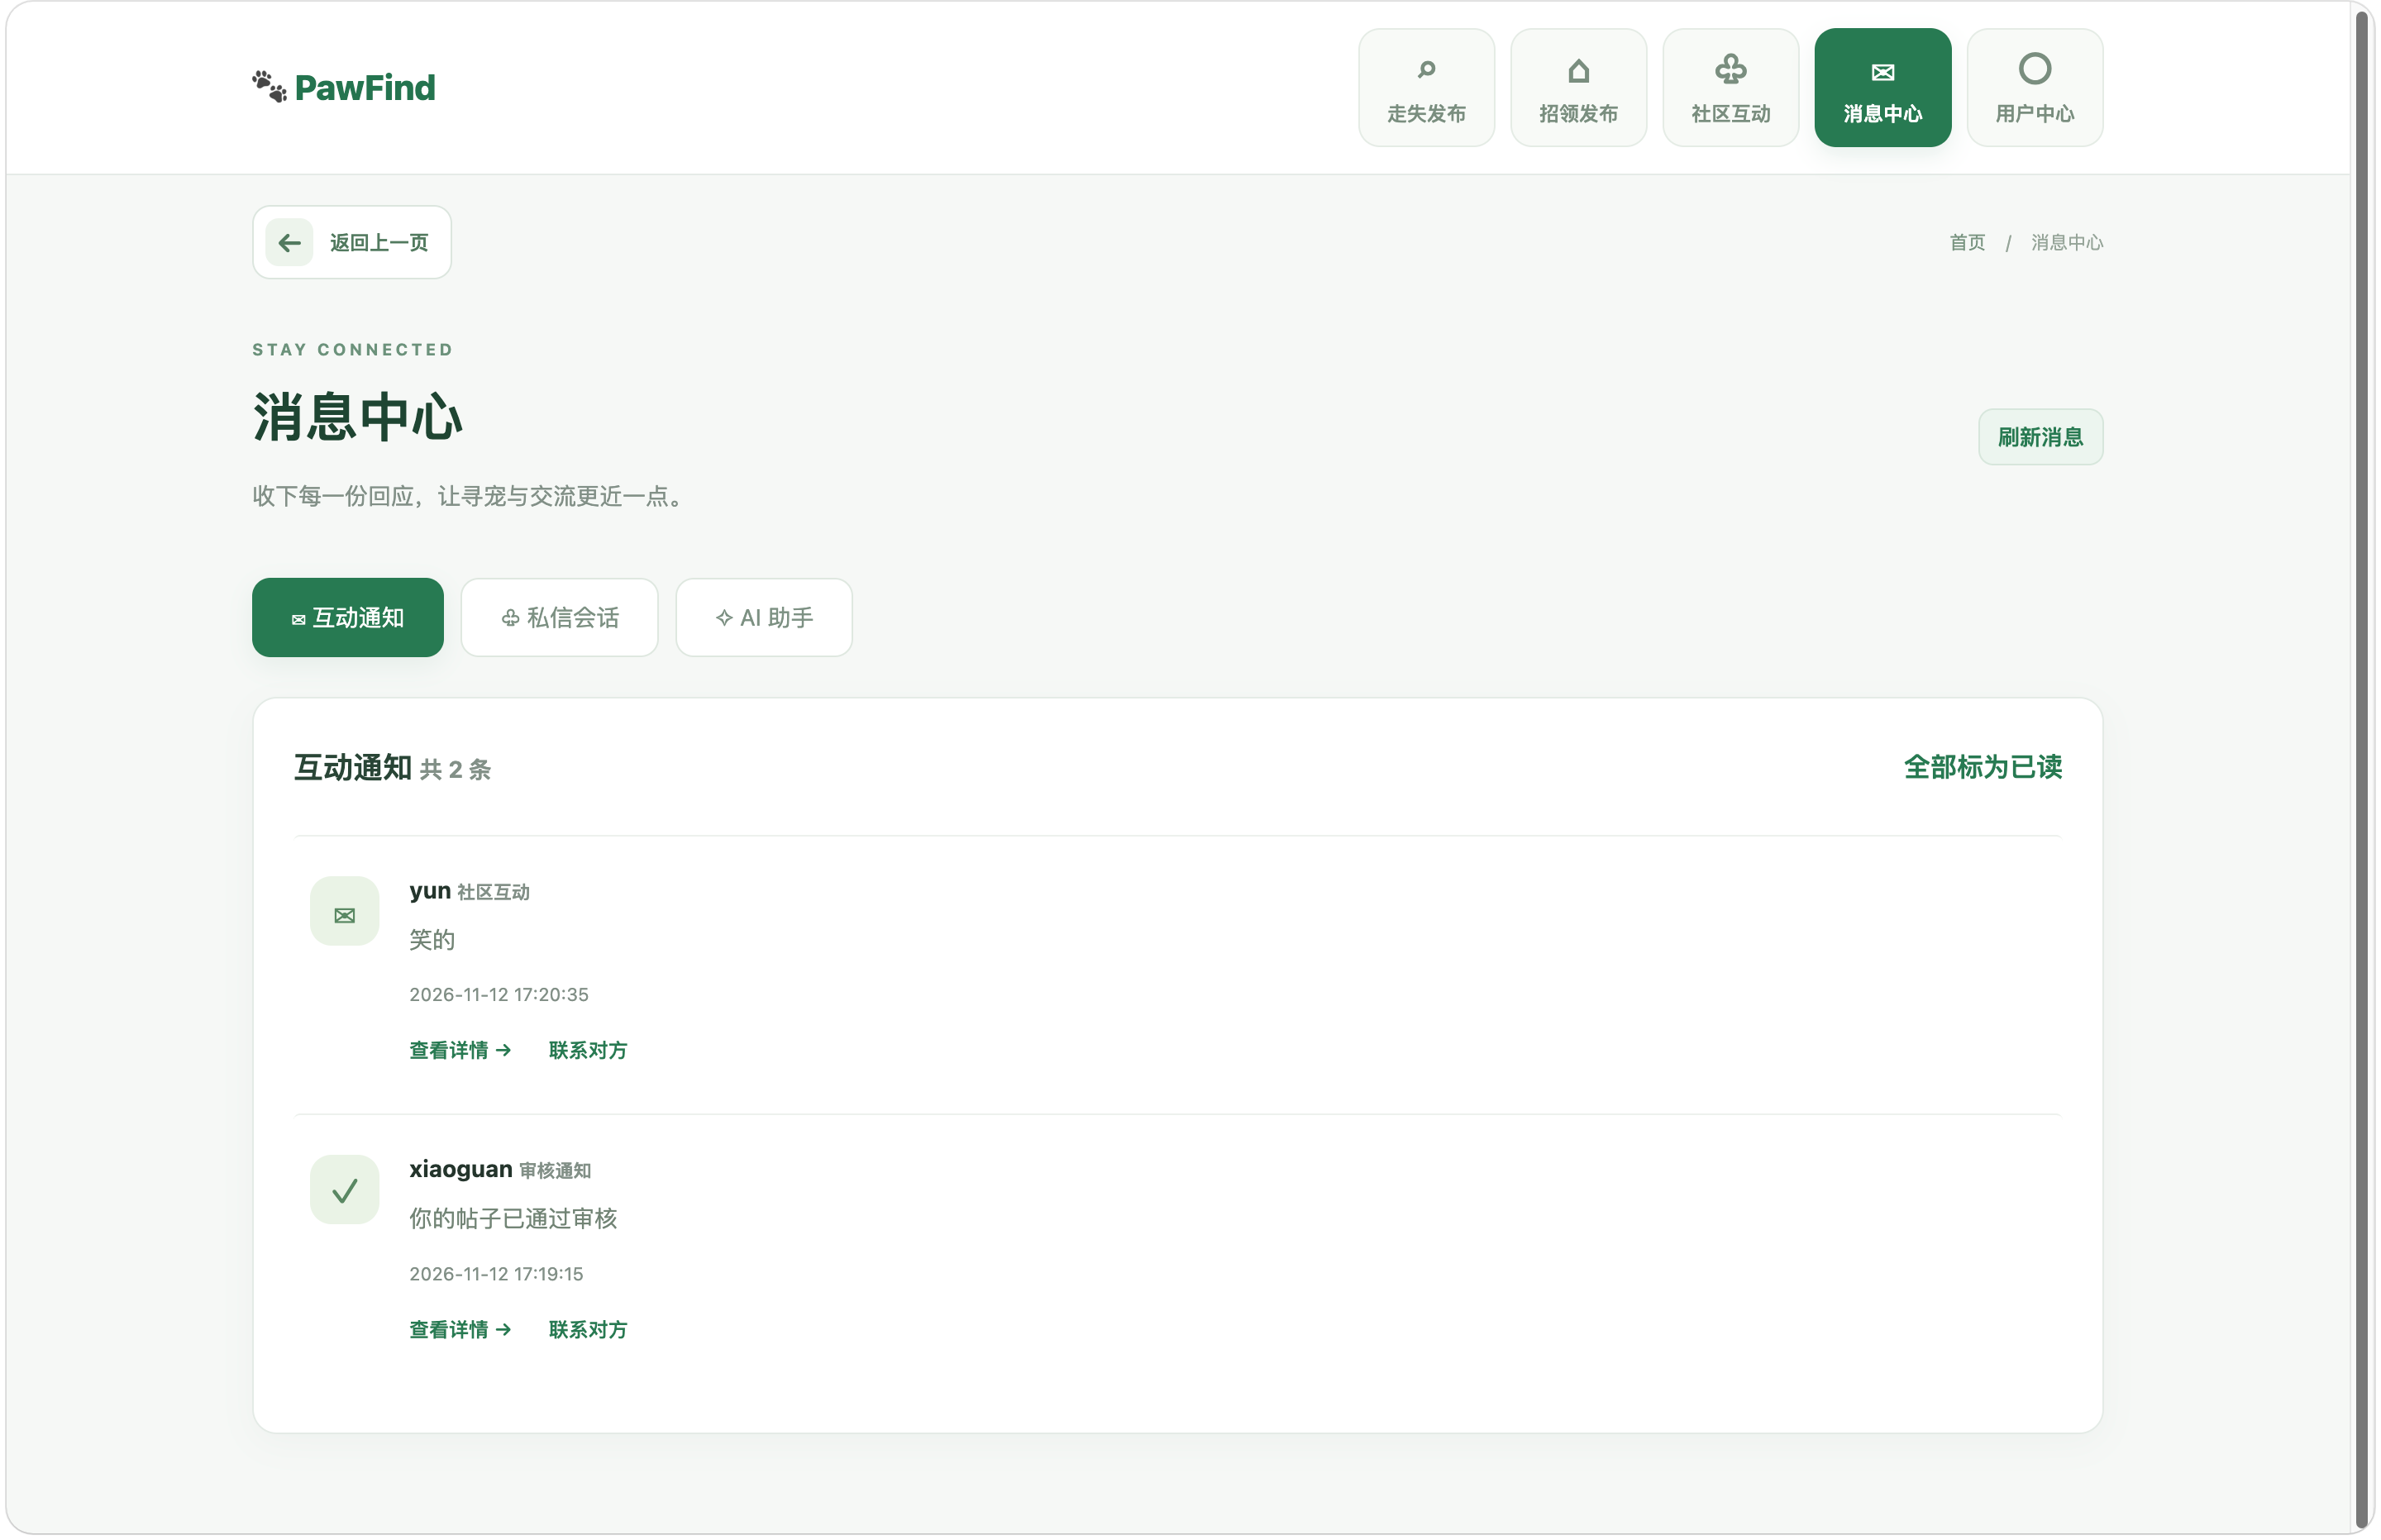 PawFind
走失发布
招领发布
社区互动
消息中心
用户中心
← 返回上一页
首页 / 消息中心
STAY CONNECTED
消息中心
刷新消息
收下每一份回应，让寻宠与交流更近一点。
✉ 互动通知
♧ 私信会话
✧ AI 助手
互动通知 共 2 条
全部标为已读
yun 社区互动
笑的
2026-11-12 17:20:35
查看详情 → 联系对方
xiaoguan 审核通知
你的帖子已通过审核
2026-11-12 17:19:15
查看详情 → 联系对方